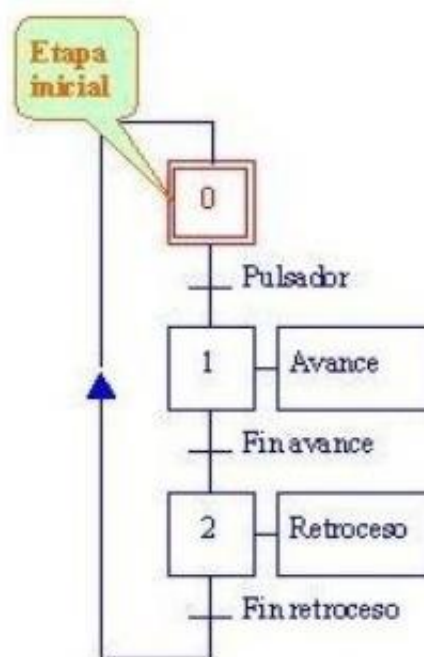 Etapa
inicial
0
Pulsador
1
Avance
Fin avance
2
Retroceso
Fin retroceso